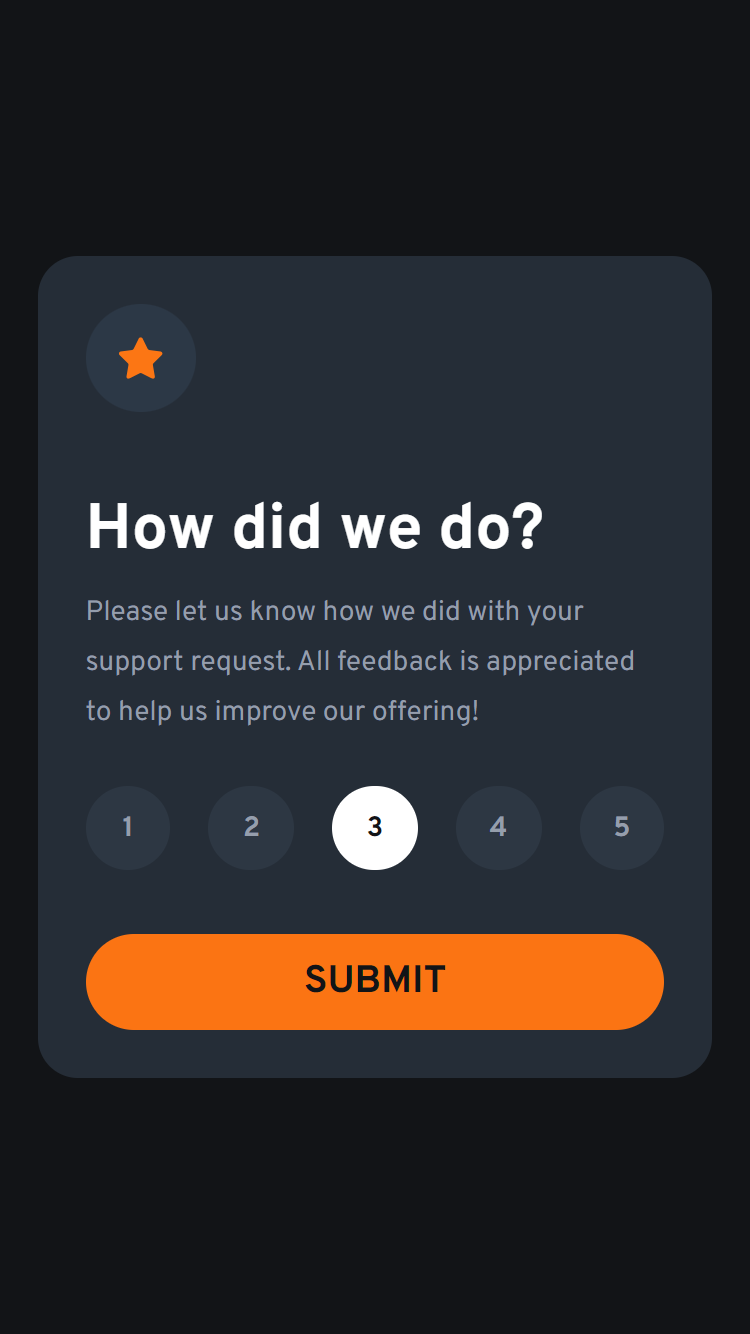 How did we do?
Please let us know how we did with your
support request. All feedback is appreciated
to help us improve our offering!
1 2 3 4 5
SUBMIT